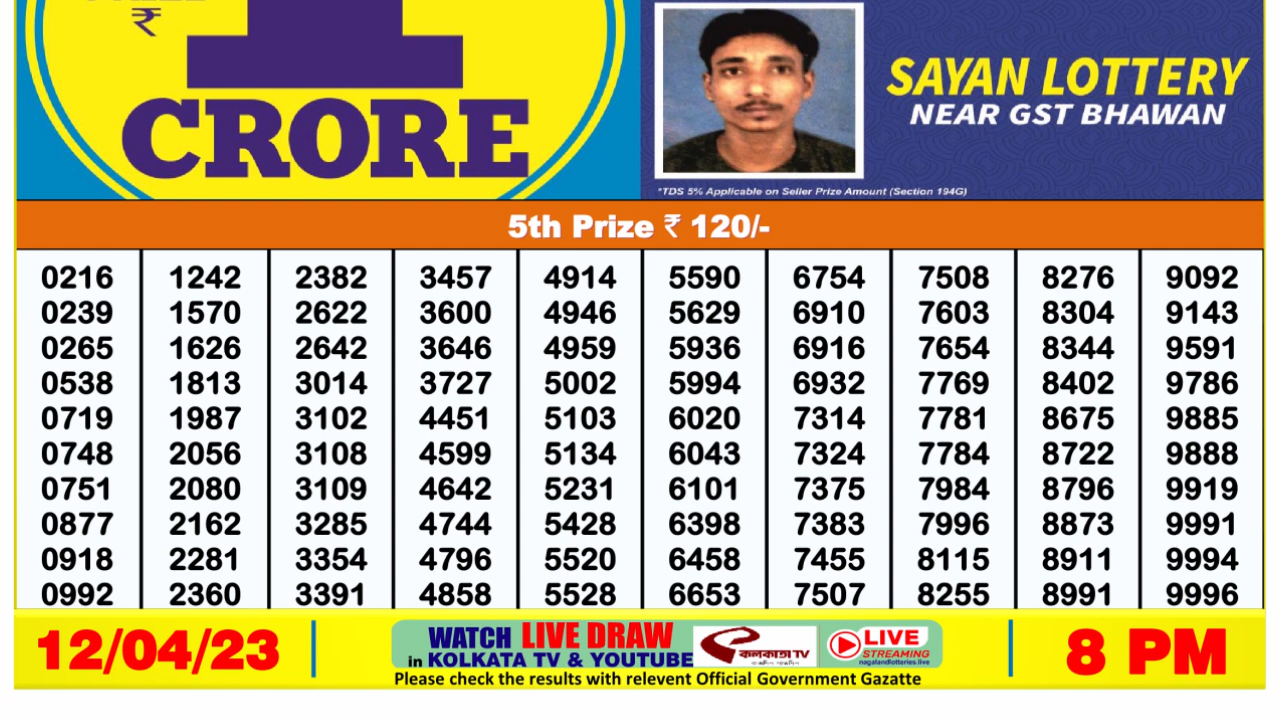 ₹
CRORE
SAYAN LOTTERY
NEAR GST BHAWAN
*TDS 5% Applicable on Seller Prize Amount (Section 194G)
5th Prize ₹ 120/-
0216 1242 2382 3457 4914 5590 6754 7508 8276 9092
0239 1570 2622 3600 4946 5629 6910 7603 8304 9143
0265 1626 2642 3646 4959 5936 6916 7654 8344 9591
0538 1813 3014 3727 5002 5994 6932 7769 8402 9786
0719 1987 3102 4451 5103 6020 7314 7781 8675 9885
0748 2056 3108 4599 5134 6043 7324 7784 8722 9888
0751 2080 3109 4642 5231 6101 7375 7984 8796 9919
0877 2162 3285 4744 5428 6398 7383 7996 8873 9991
0918 2281 3354 4796 5520 6458 7455 8115 8911 9994
0992 2360 3391 4858 5528 6653 7507 8255 8991 9996
12/04/23
WATCH LIVE DRAW
in KOLKATA TV & YOUTUBE
কলকাতা TV
LIVE
STREAMING
nagalandlotteries.live
8 PM
Please check the results with relevent Official Government Gazatte